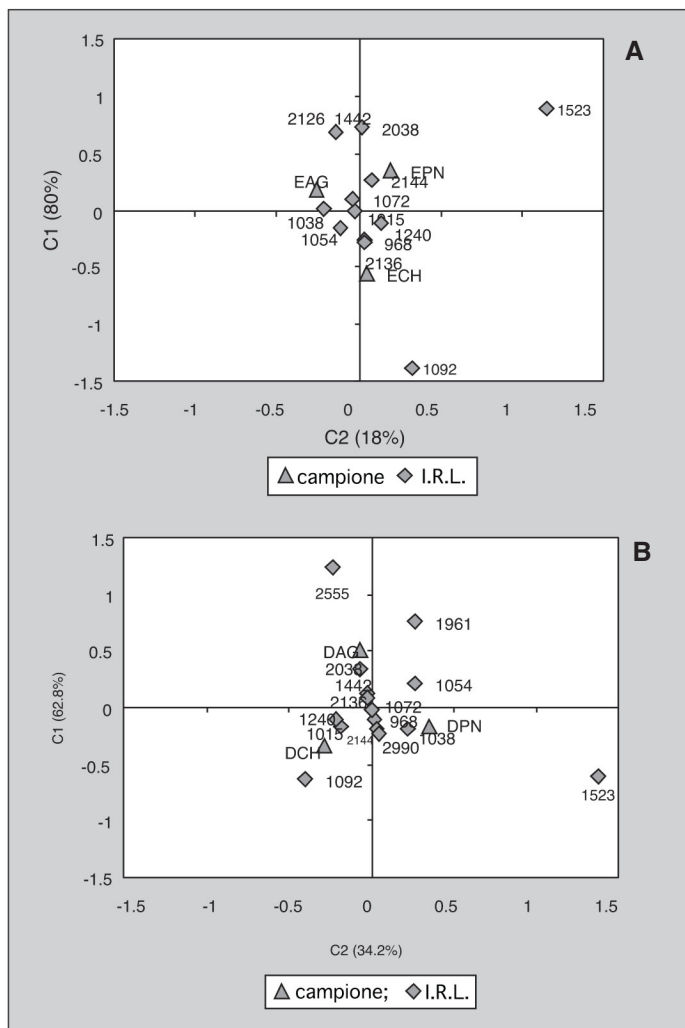 A
1.5
1
0.5
0
-0.5
-1
-1.5
C1 (80%)
1523
2126 1442
2038
EPN
2144
EAG
1072
1038
1015
1054
1240
968
2136
ECH
1092
-1.5 -1 -0.5 0 0.5 1 1.5
C2 (18%)
campione I.R.L.
B
1.5
1
0.5
0
-0.5
-1
-1.5
C1 (62.8%)
2555
1961
DAG
2038
1054
1442
2136
1072
1240
968
DPN
1015
2144
1038
2990
DCH
1092
1523
-1.5 -1 -0.5 0 0.5 1 1.5
C2 (34.2%)
campione; I.R.L.